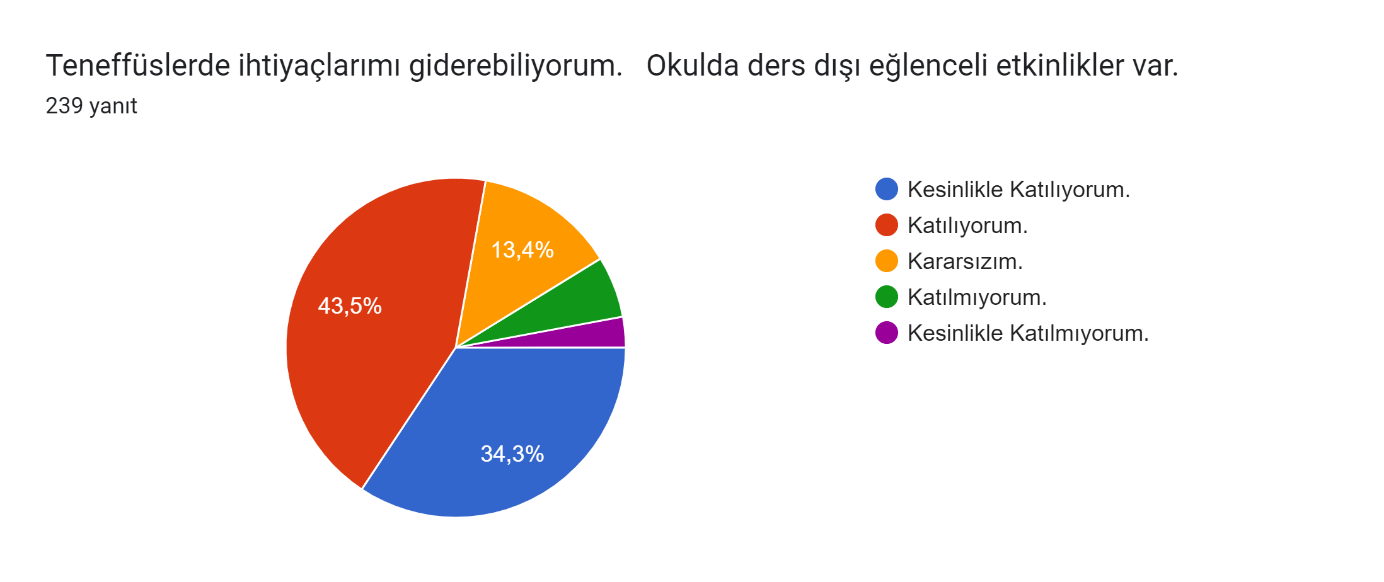 Teneffüslerde ihtiyaçlarımı giderebiliyorum.   Okulda ders dışı eğlenceli etkinlikler var.
239 yanıt
13,4%
43,5%
34,3%
Kesinlikle Katılıyorum.
Katılıyorum.
Kararsızım.
Katılmıyorum.
Kesinlikle Katılmıyorum.